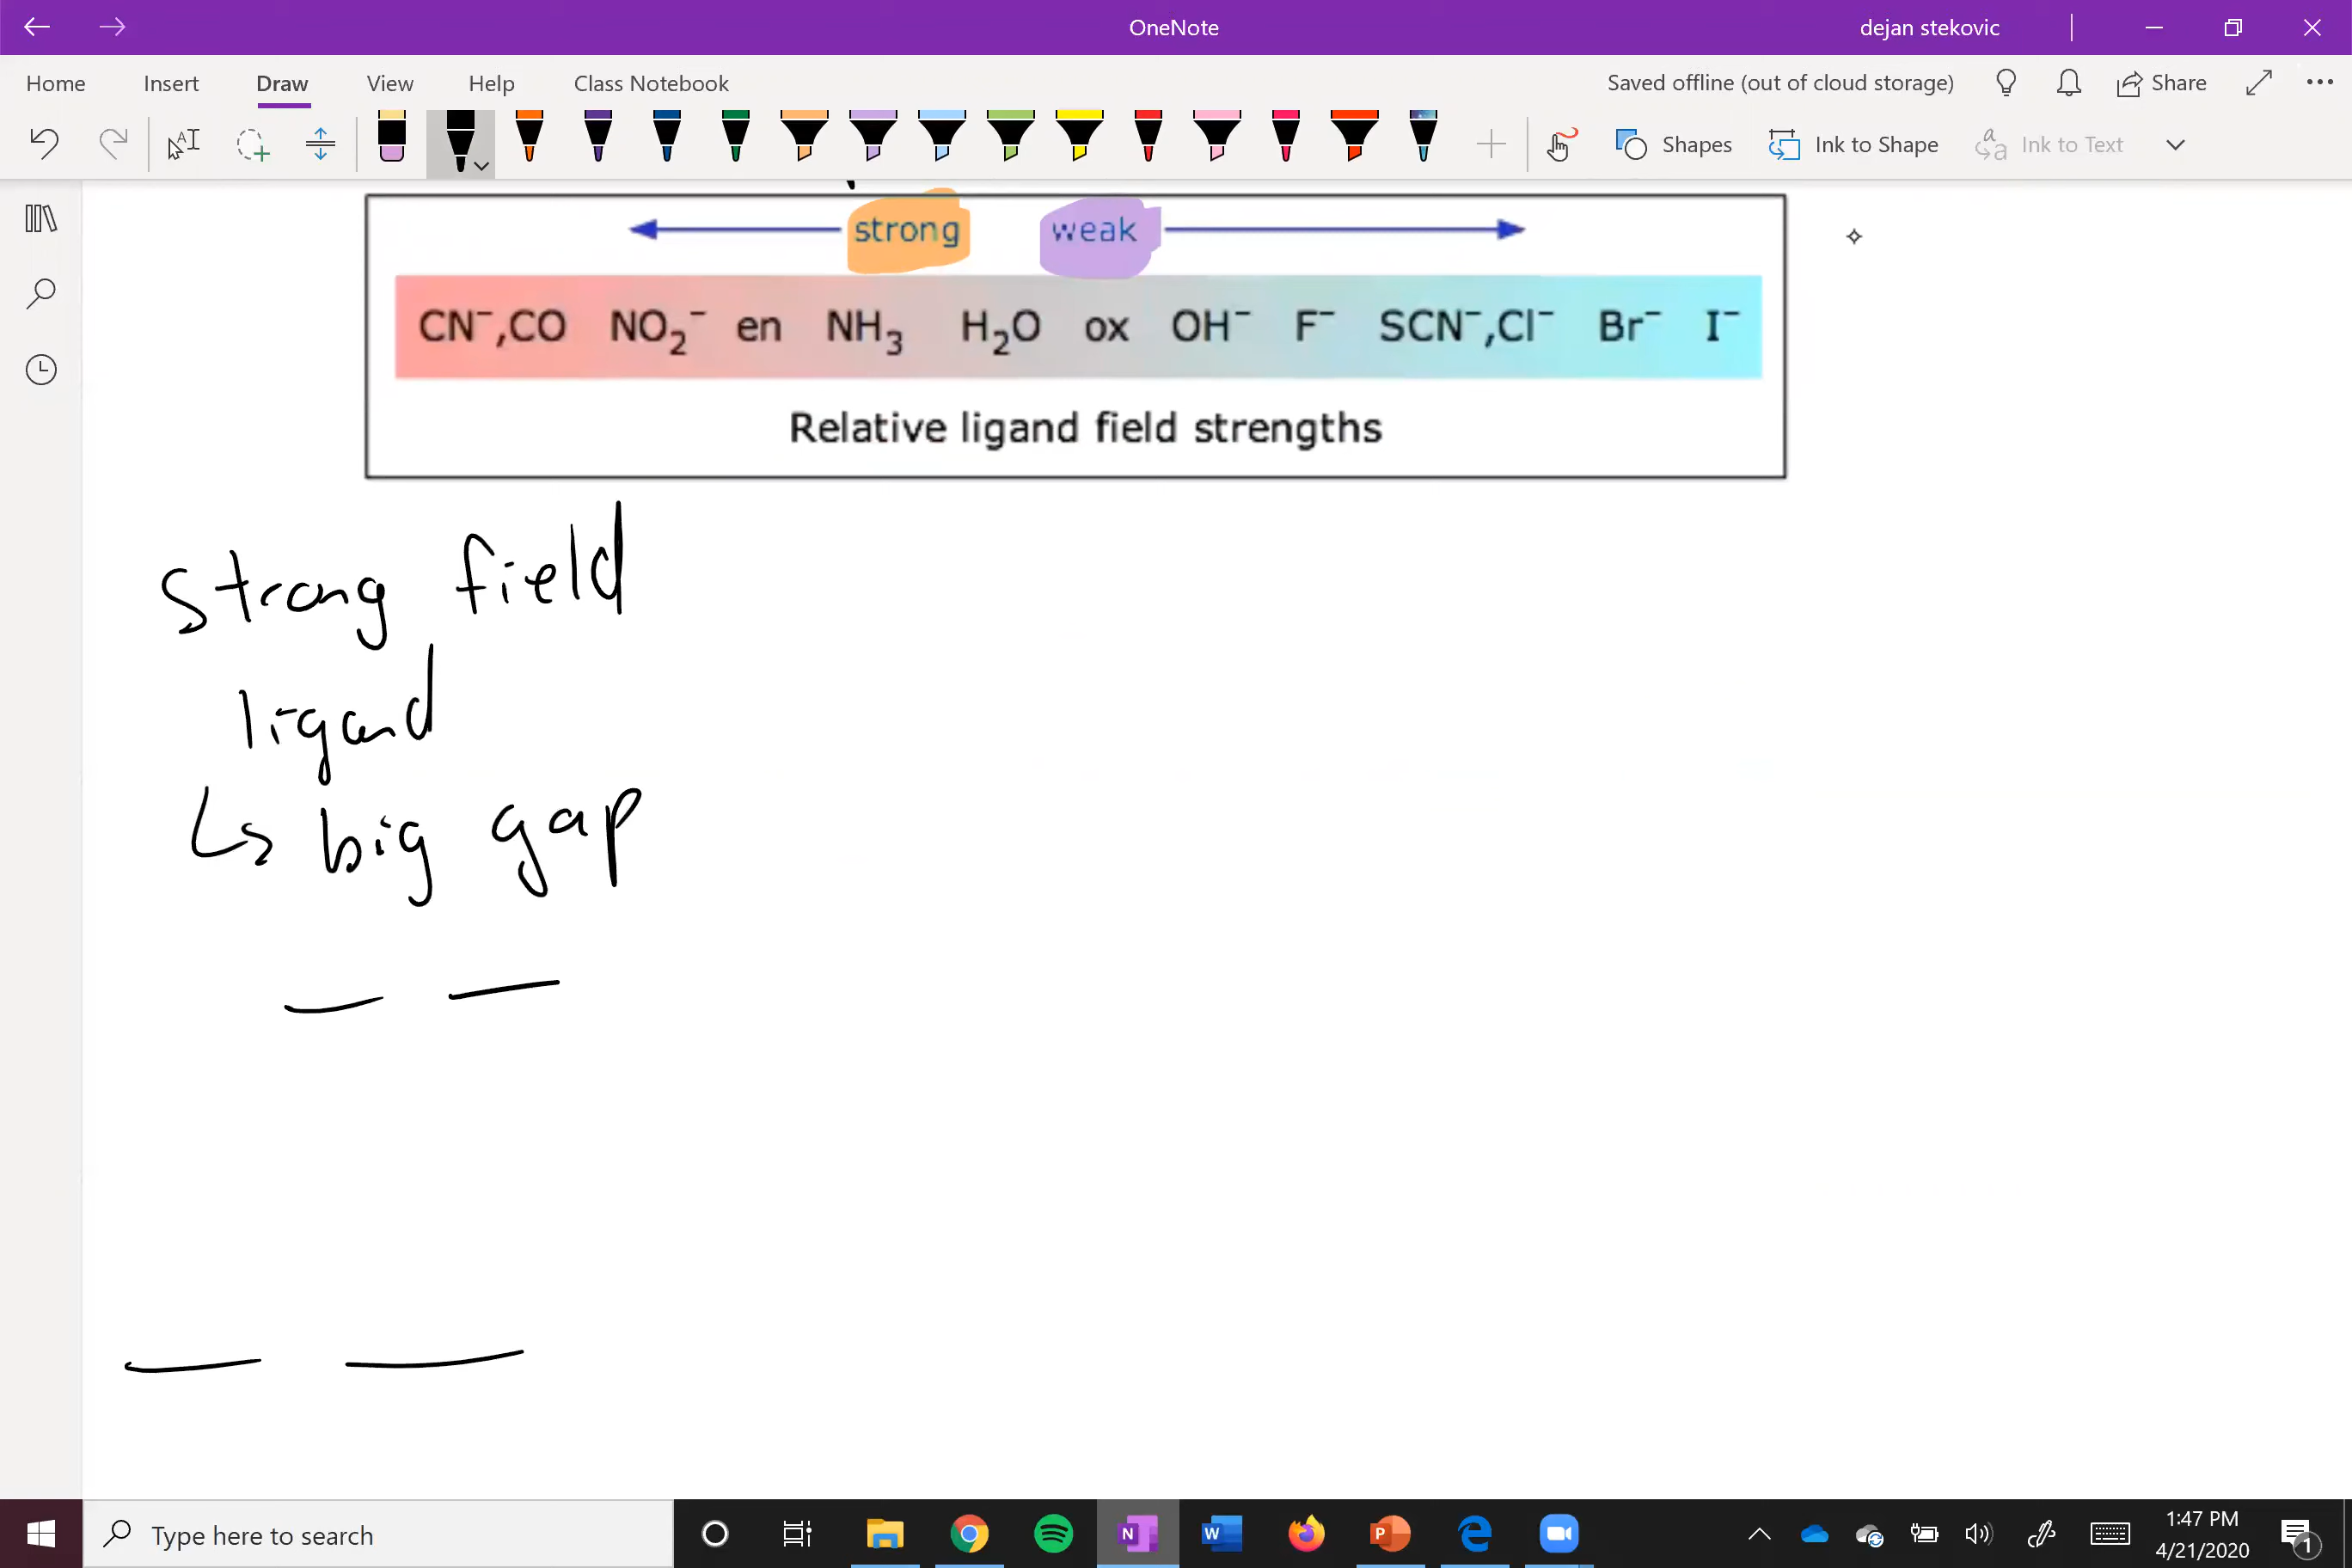 OneNote
dejan stekovic
Home Insert Draw View Help Class Notebook
Saved offline (out of cloud storage)
Share
Shapes
Ink to Shape
Ink to Text
strong weak
CN⁻,CO NO₂⁻ en NH₃ H₂O ox OH⁻ F⁻ SCN⁻,Cl⁻ Br⁻ I⁻
Relative ligand field strengths
Strong field
ligand
↳ big gap
Type here to search
1:47 PM
4/21/2020
1